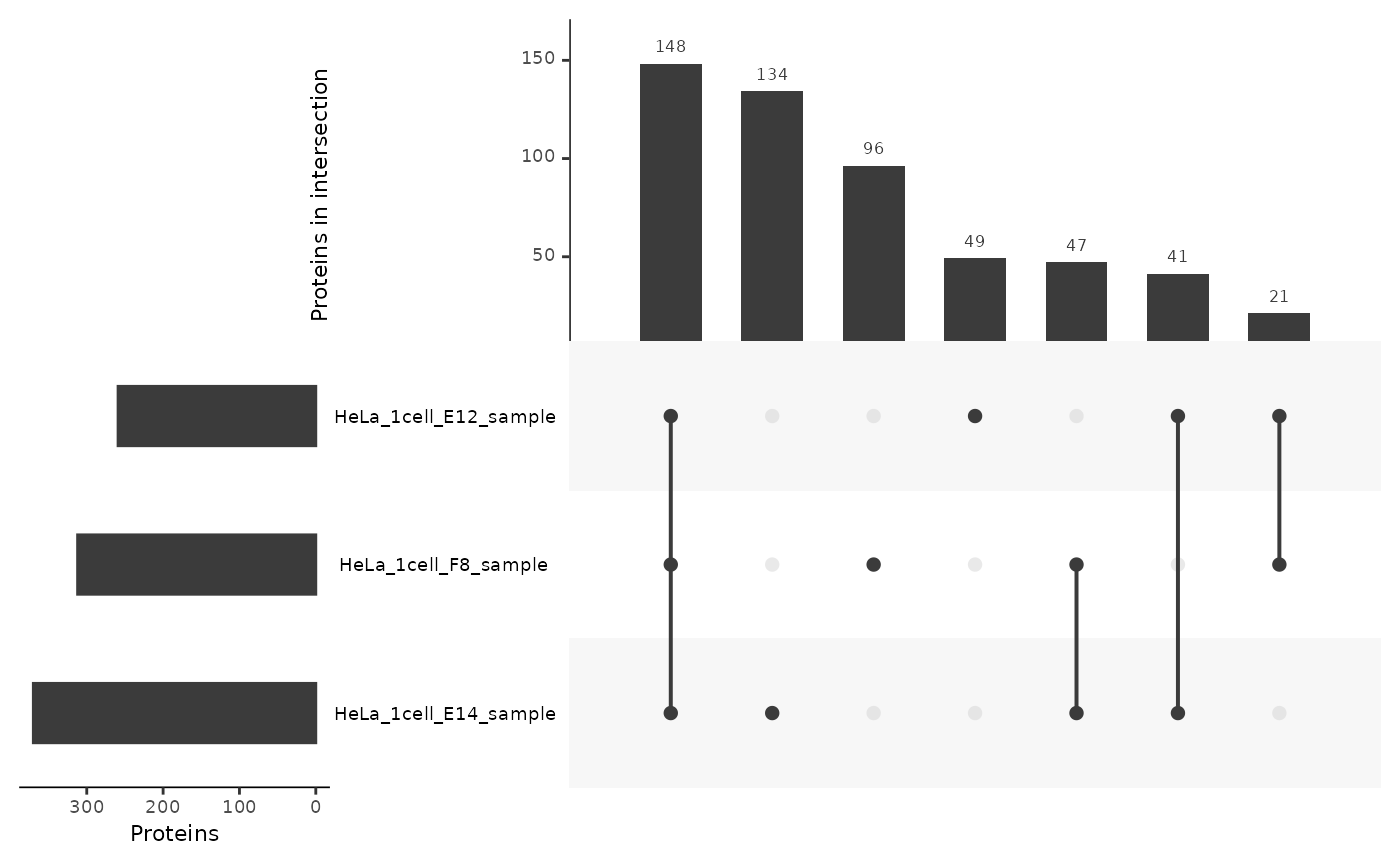 Proteins in intersection
150
100
50
148
134
96
49
47
41
21
HeLa_1cell_E12_sample
HeLa_1cell_F8_sample
HeLa_1cell_E14_sample
300 200 100 0
Proteins